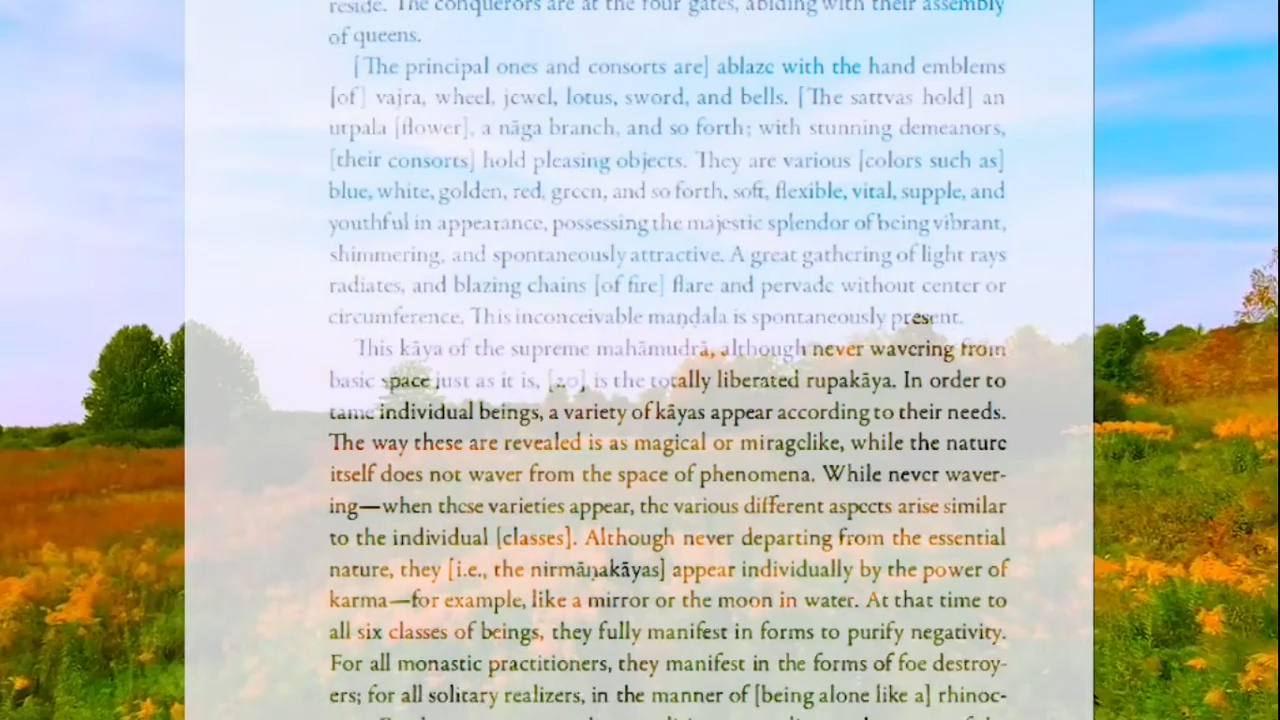 reside. The conquerors are at the four gates, abiding with their assembly
of queens.
[The principal ones and consorts are] ablaze with the hand emblems
[of] vajra, wheel, jewel, lotus, sword, and bells. [The sattvas hold] an
utpala [flower], a nāga branch, and so forth; with stunning demeanors,
[their consorts] hold pleasing objects. They are various [colors such as]
blue, white, golden, red, green, and so forth, soft, flexible, vital, supple, and
youthful in appearance, possessing the majestic splendor of being vibrant,
shimmering, and spontaneously attractive. A great gathering of light rays
radiates, and blazing chains [of fire] flare and pervade without center or
circumference. This inconceivable maṇḍala is spontaneously present.
This kāya of the supreme mahāmudrā, although never wavering from
basic space just as it is, [20] is the totally liberated rupakāya. In order to
tame individual beings, a variety of kāyas appear according to their needs.
The way these are revealed is as magical or miragelike, while the nature
itself does not waver from the space of phenomena. While never waver-
ing—when these varieties appear, the various different aspects arise similar
to the individual [classes]. Although never departing from the essential
nature, they [i.e., the nirmāṇakāyas] appear individually by the power of
karma—for example, like a mirror or the moon in water. At that time to
all six classes of beings, they fully manifest in forms to purify negativity.
For all monastic practitioners, they manifest in the forms of foe destroy-
ers; for all solitary realizers, in the manner of [being alone like a] rhinoc-